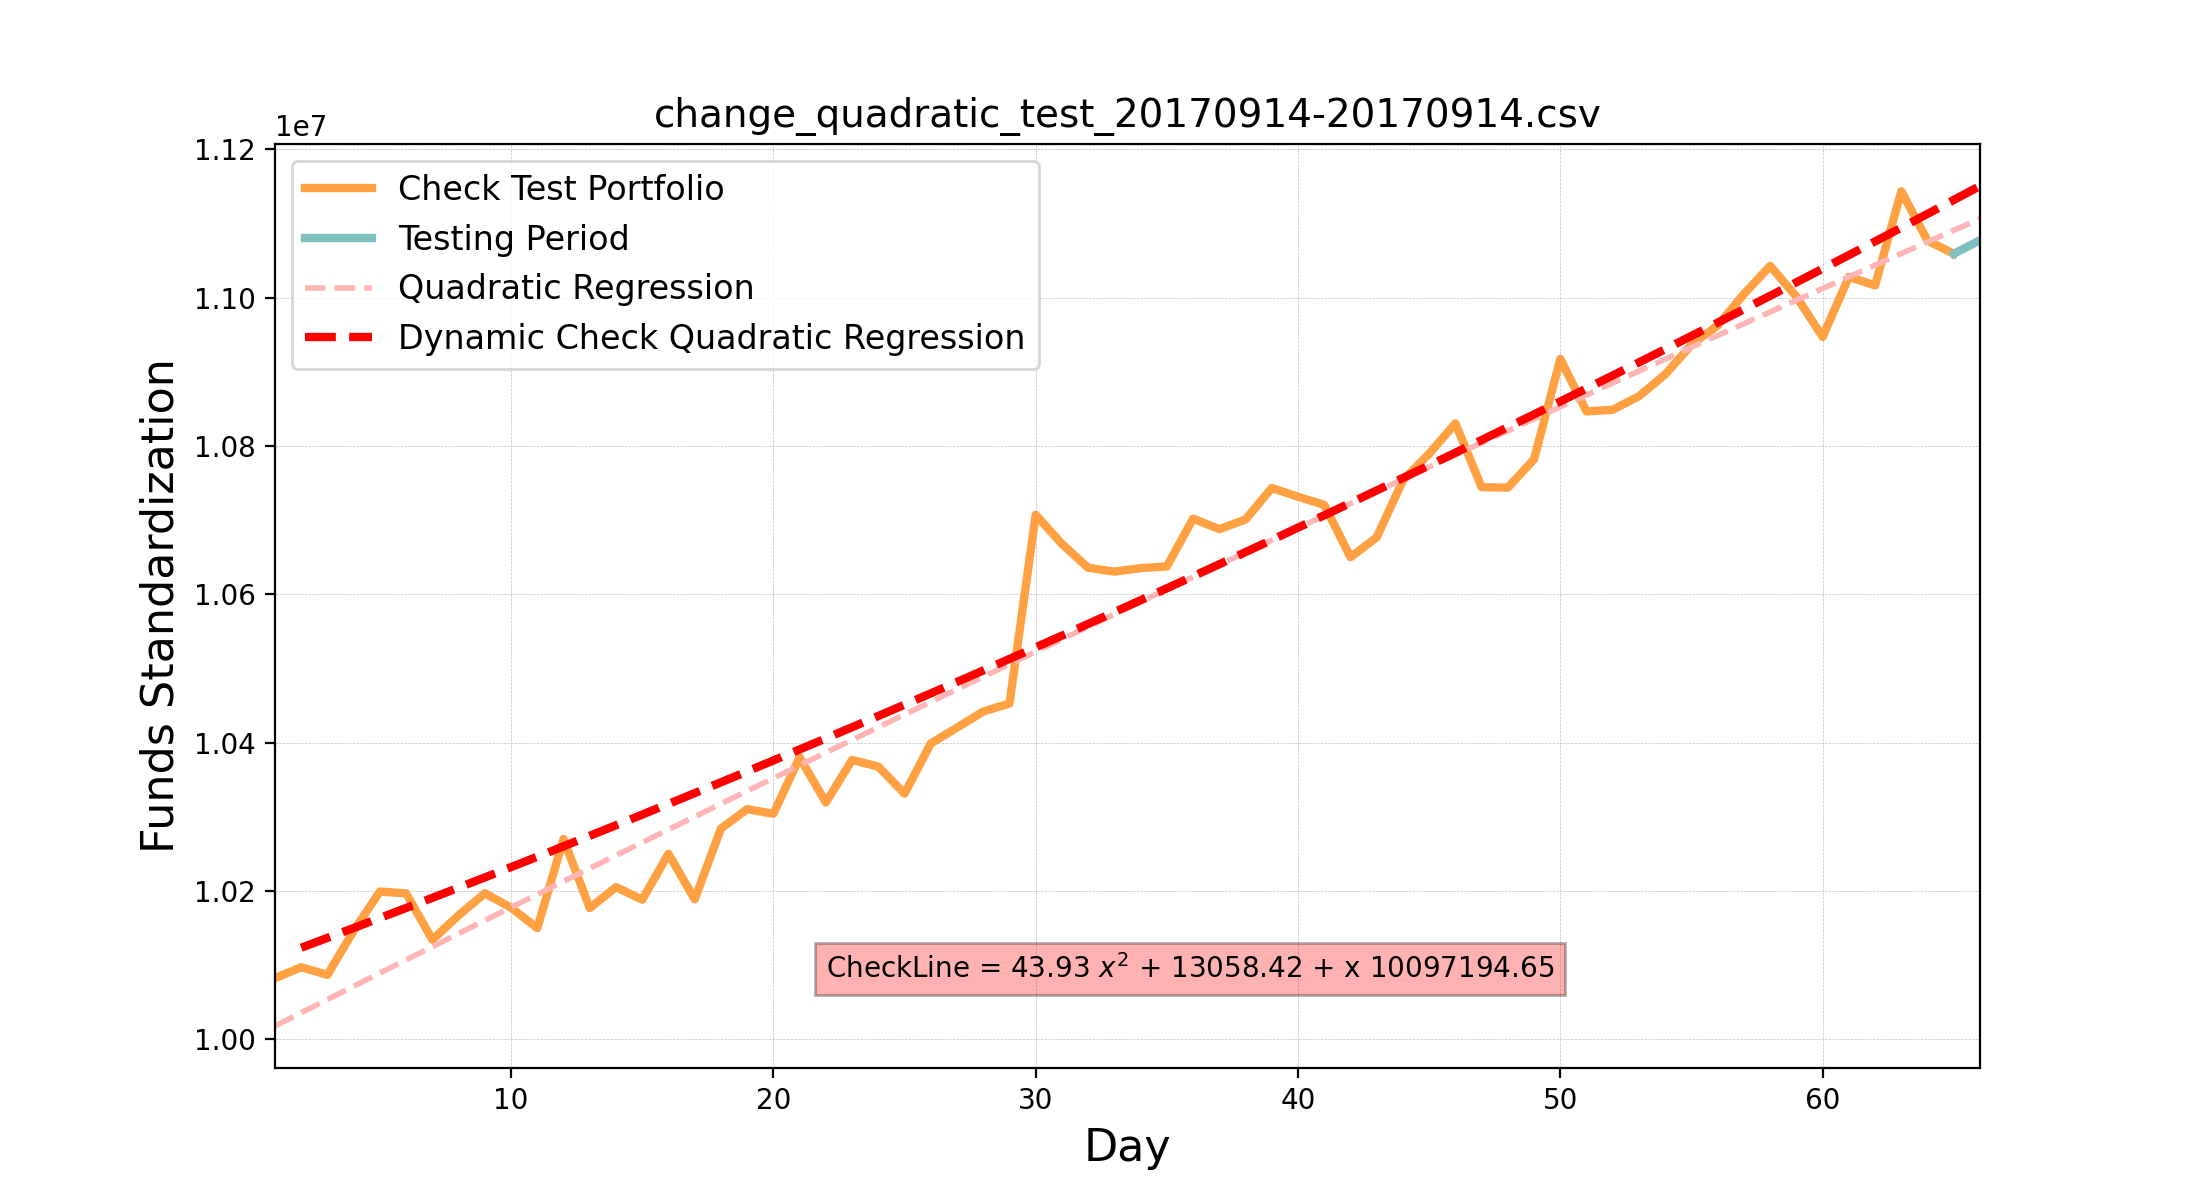 change_quadratic_test_20170914-20170914.csv
1e7
1.12
1.10
1.08
1.06
1.04
1.02
1.00
Funds Standardization
Check Test Portfolio
Testing Period
Quadratic Regression
Dynamic Check Quadratic Regression
CheckLine = 43.93 x² + 13058.42 + x 10097194.65
10 20 30 40 50 60
Day